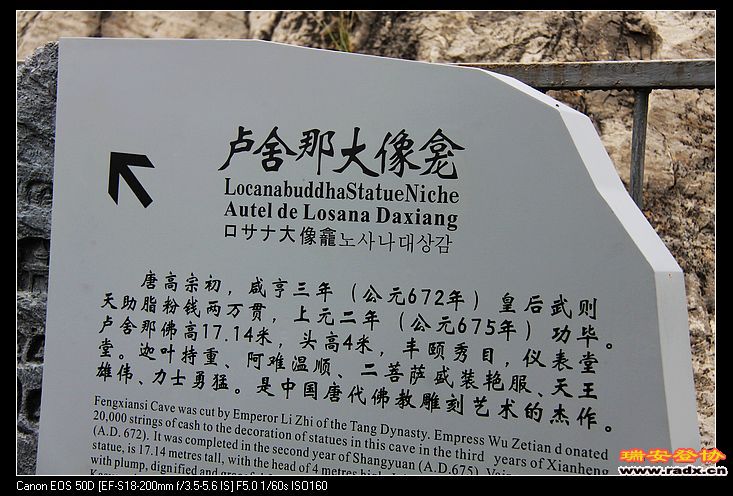 卢舍那大像龛
LocanabuddhaStatueNiche
Autel de Losana Daxiang
ロサナ大像龕노사나대상감
唐高宗初，咸亨三年（公元672年）皇后武则
天助脂粉钱两万贯，上元二年（公元675年）功毕。
卢舍那佛高17.14米，头高4米，丰颐秀目，仪表堂
堂。迦叶持重、阿难温顺、二菩萨盛装艳服、天王
雄伟、力士勇猛。是中国唐代佛教雕刻艺术的杰作。
Fengxiansi Cave was cut by Emperor Li Zhi of the Tang Dynasty. Empress Wu Zetian d onated
20,000 strings of cash to the decoration of statues in this cave in the third years of Xianheng
(A.D. 672). It was completed in the second year of Shangyuan (A.D.675).
statue, is 17.14 metres tall, with the head of 4 metres
with plump, dignified and
瑞安登协
www.radx.cn
瑞安登协
www.radx.cn
Canon EOS 50D [EF-S18-200mm f/3.5-5.6 IS] F5.0 1/60s ISO160